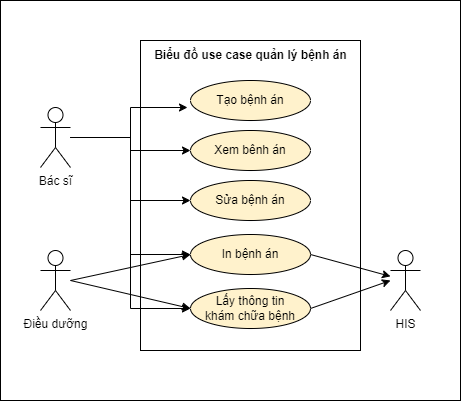 Biểu đồ use case quản lý bệnh án
Tạo bệnh án
Xem bênh án
Bác sĩ
Sửa bệnh án
In bệnh án
Lấy thông tin
khám chữa bệnh
Điều dưỡng
HIS